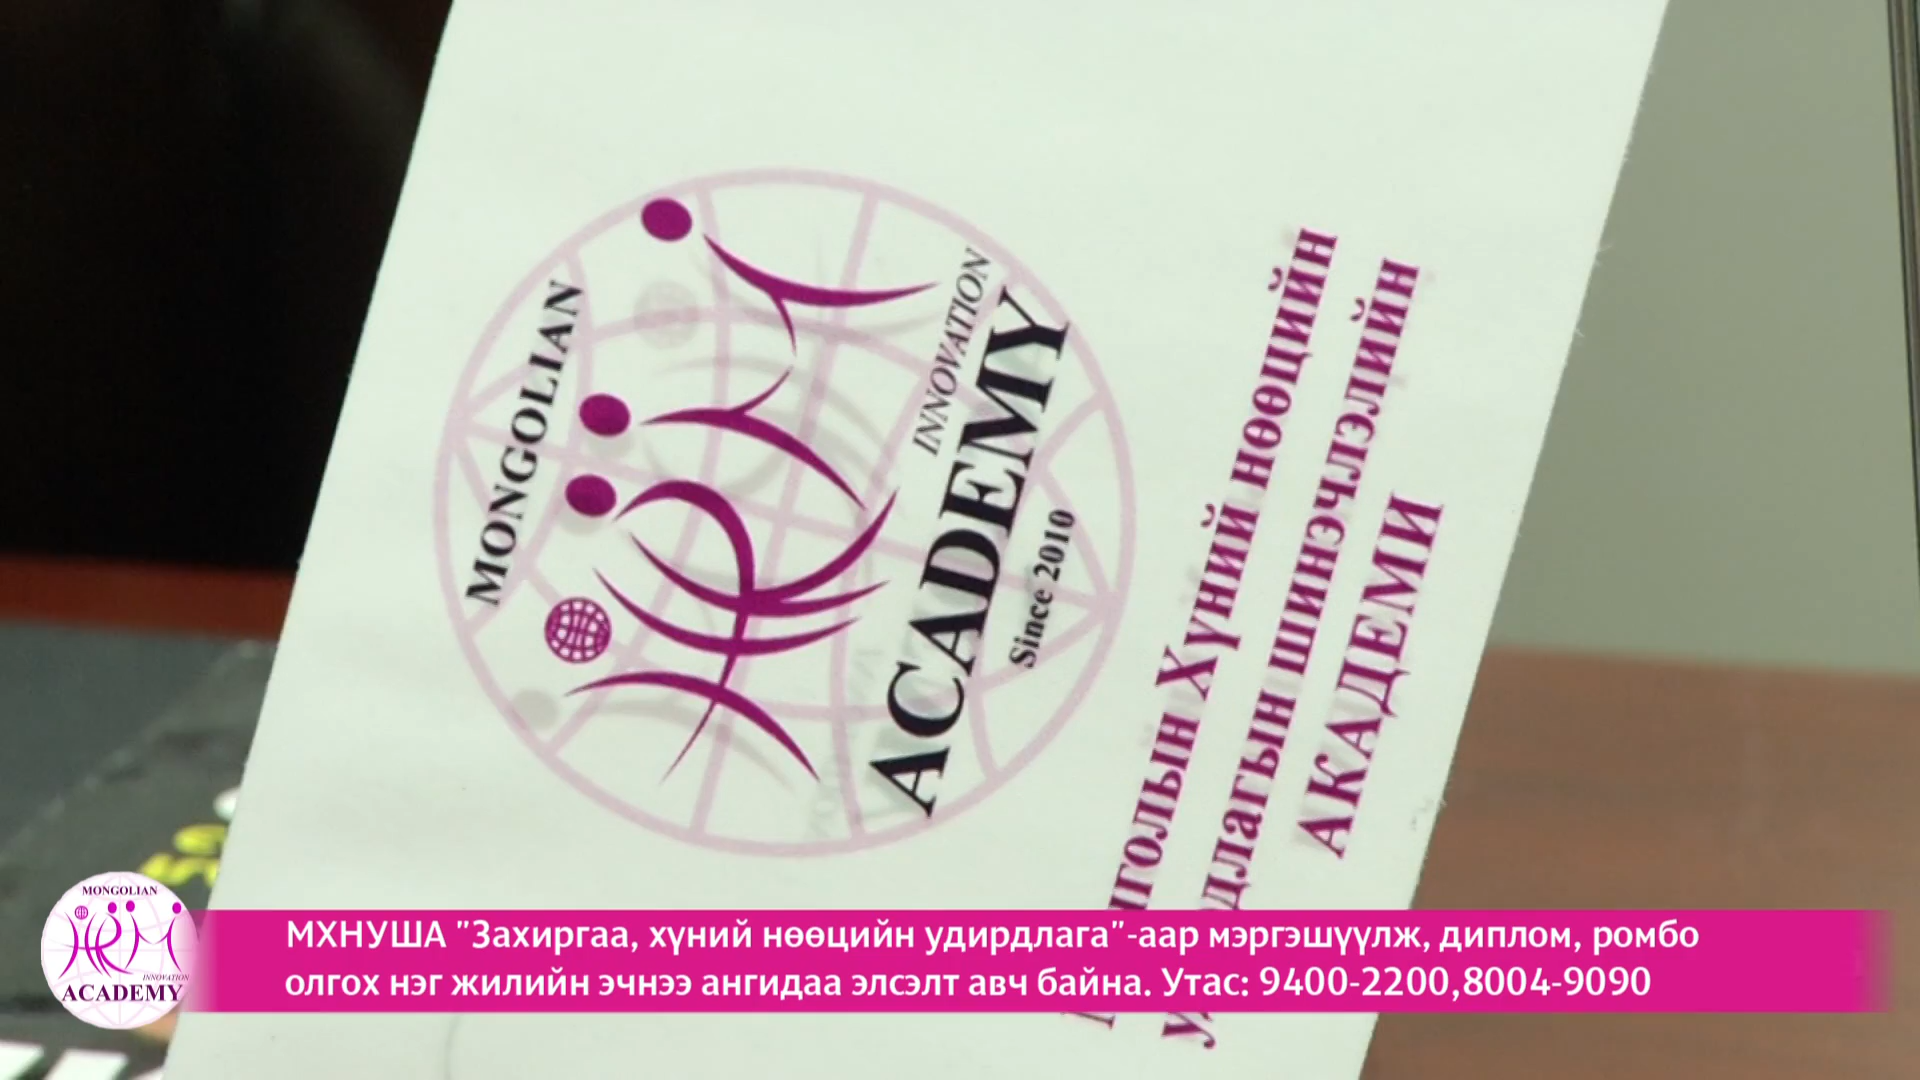 MONGOLIAN
INNOVATION
ACADEMY
Since 2010
Хүний нөөцийн
шинэчлэлийн
АКАДЕМИ
MONGOLIAN
HRM
INNOVATION
ACADEMY
МХНУША "Захиргаа, хүний нөөцийн удирдлага"-аар мэргэшүүлж, диплом, ромбо
олгох нэг жилийн эчнээ ангидаа элсэлт авч байна. Утас: 9400-2200,8004-9090